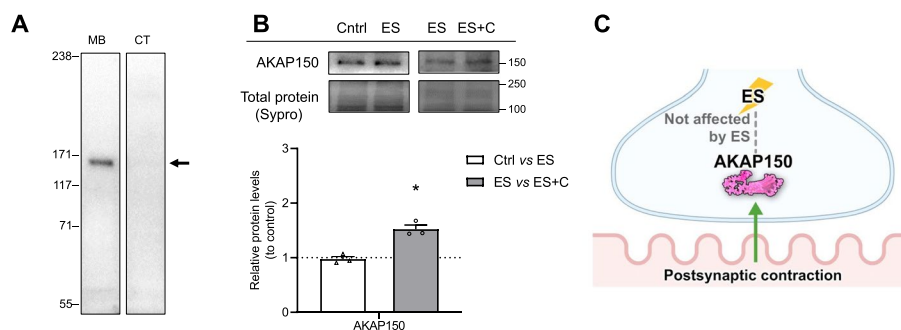 A
MB CT
238
171
117
71
55
B
Cntrl ES ES ES+C
AKAP150
150
Total protein
(Sypro)
250
100
Relative protein levels
(to control)
3
2
1
0
*
AKAP150
Ctrl vs ES
ES vs ES+C
C
ES
Not affected
by ES
AKAP150
Postsynaptic contraction